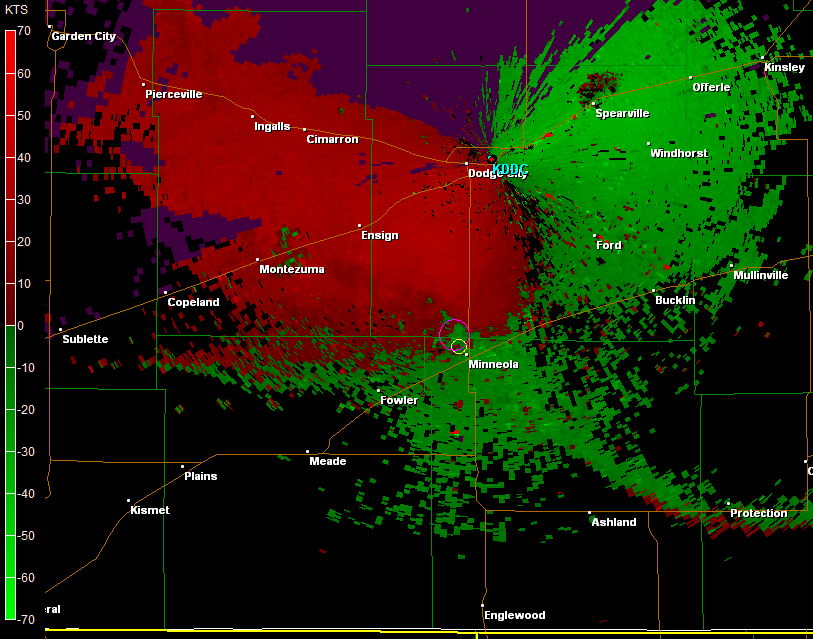 KTS
70
60
50
40
30
20
10
0
-10
-20
-30
-40
-50
-60
-70
Garden City
Kinsley
Pierceville
Offerle
Spearville
Ingalls
Cimarron
Windhorst
KDDC
Dodge City
Ensign
Ford
Montezuma
Mullinville
Copeland
Bucklin
Sublette
Minneola
Fowler
Meade
Plains
Kismet
Protection
Ashland
eral
Englewood